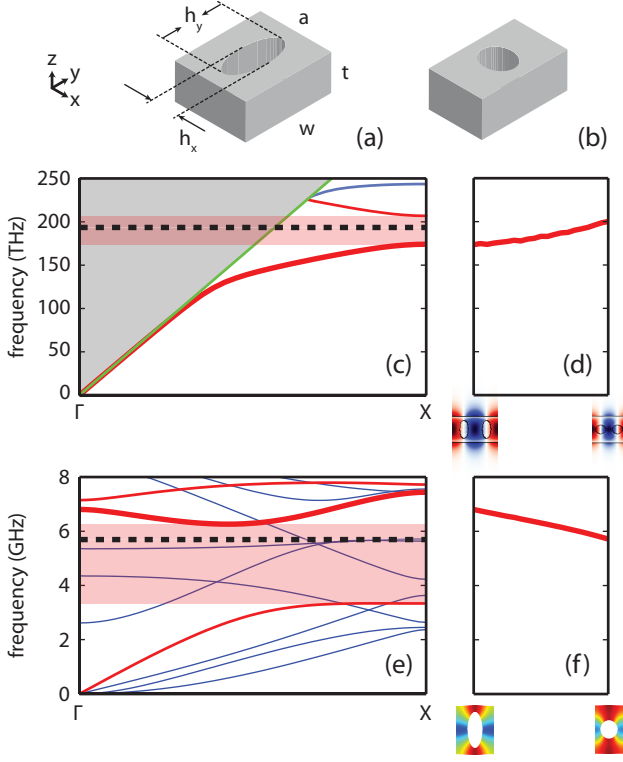 h_y
a
z
y
x
t
h_x
w
(a)
(b)
frequency (THz)
250
200
150
100
50
0
Γ
X
(c)
(d)
frequency (GHz)
8
6
4
2
0
Γ
X
(e)
(f)